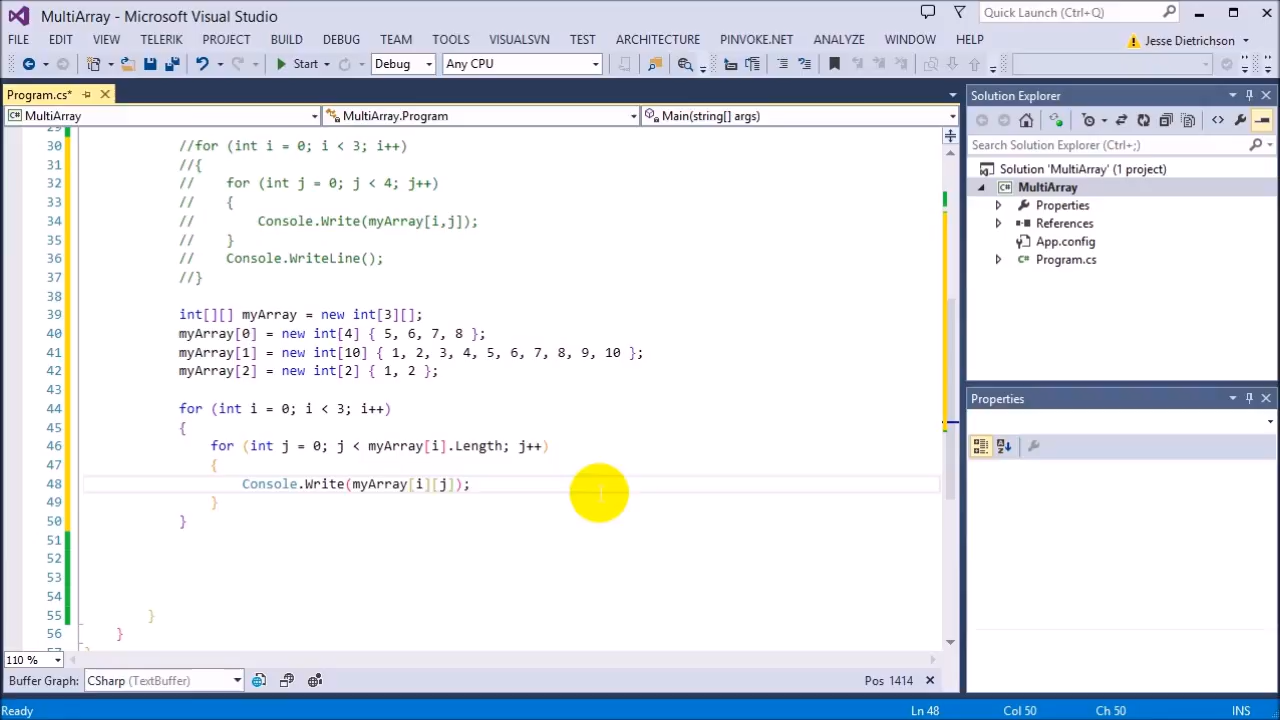 MultiArray - Microsoft Visual Studio
Quick Launch (Ctrl+Q)
FILE EDIT VIEW TELERIK PROJECT BUILD DEBUG TEAM TOOLS VISUALSVN TEST ARCHITECTURE PINVOKE.NET ANALYZE WINDOW HELP Jesse Dietrichson
Start Debug Any CPU
Program.cs*
Solution Explorer
MultiArray MultiArray.Program Main(string[] args)
Search Solution Explorer (Ctrl+;)
Solution 'MultiArray' (1 project)
MultiArray
Properties
References
App.config
Program.cs
Properties
29
30 //for (int i = 0; i < 3; i++)
31 //{
32 //    for (int j = 0; j < 4; j++)
33 //    {
34 //        Console.Write(myArray[i,j]);
35 //    }
36 //    Console.WriteLine();
37 //}
38
39 int[][] myArray = new int[3][];
40 myArray[0] = new int[4] { 5, 6, 7, 8 };
41 myArray[1] = new int[10] { 1, 2, 3, 4, 5, 6, 7, 8, 9, 10 };
42 myArray[2] = new int[2] { 1, 2 };
43
44 for (int i = 0; i < 3; i++)
45 {
46     for (int j = 0; j < myArray[i].Length; j++)
47     {
48         Console.Write(myArray[i][j]);
49     }
50 }
51
52
53
54
55 }
56 }
57 }
110 %
Buffer Graph: CSharp (TextBuffer) Pos 1414
Ready Ln 48 Col 50 Ch 50 INS